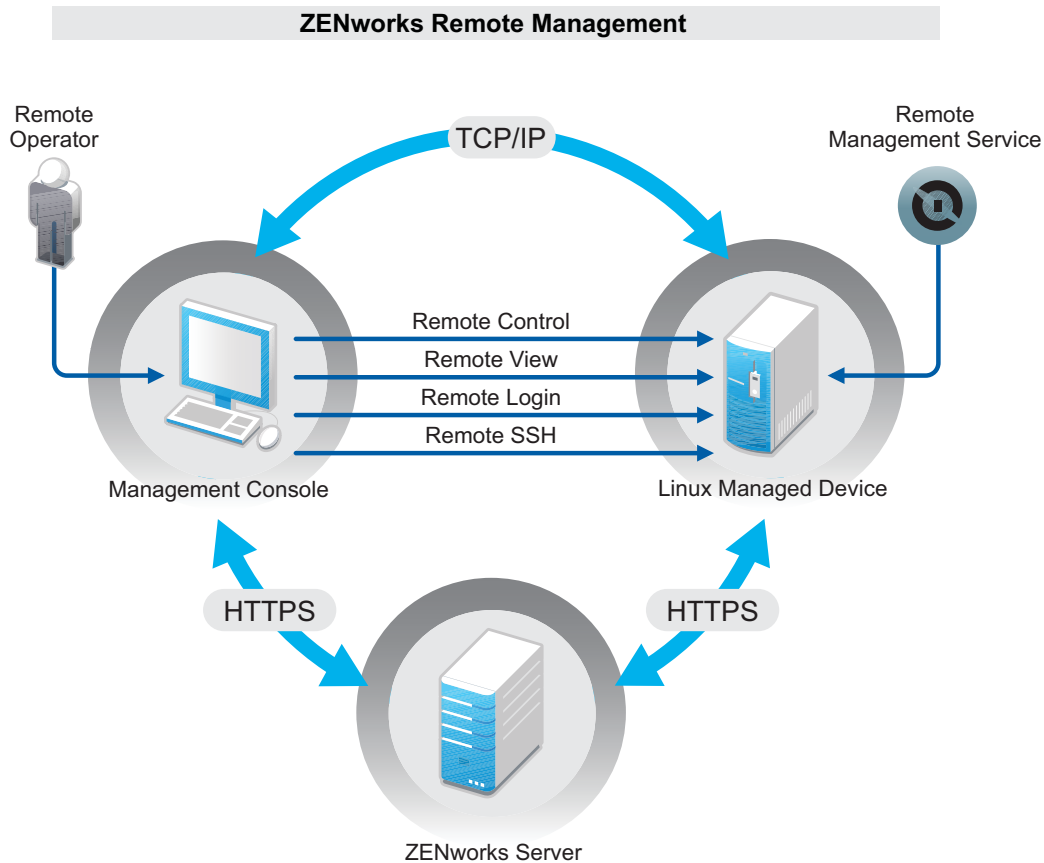 ZENworks Remote Management
Remote
Operator
TCP/IP
Remote
Management Service
Remote Control
Remote View
Remote Login
Remote SSH
Management Console
Linux Managed Device
HTTPS
HTTPS
ZENworks Server